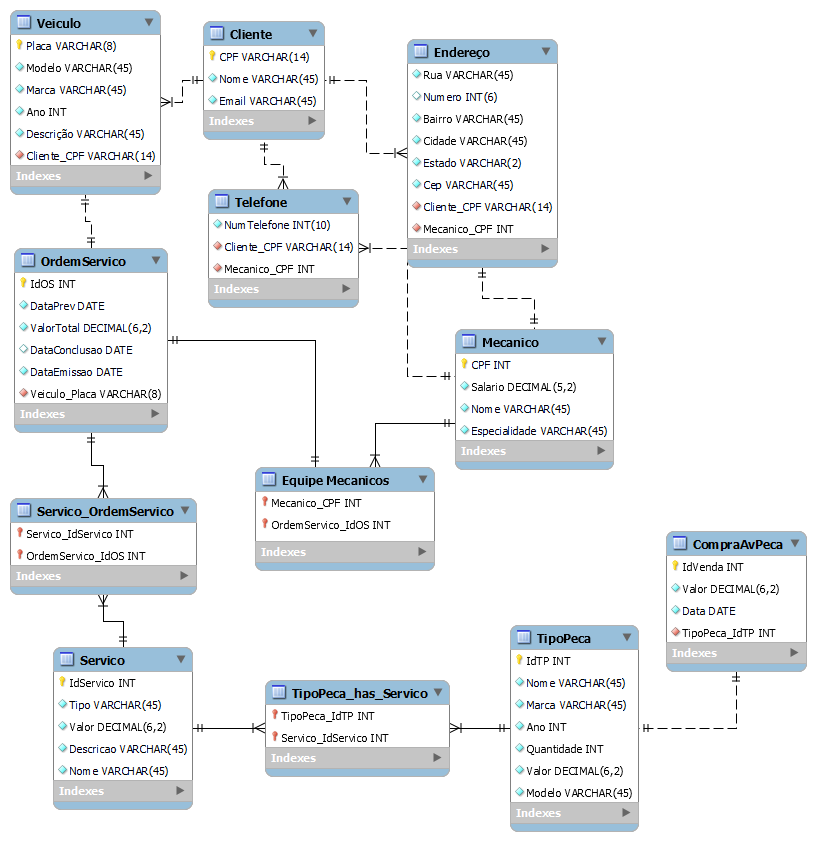 Veiculo
Placa VARCHAR(8)
Modelo VARCHAR(45)
Marca VARCHAR(45)
Ano INT
Descrição VARCHAR(45)
Cliente_CPF VARCHAR(14)
Indexes
Cliente
CPF VARCHAR(14)
Nome VARCHAR(45)
Email VARCHAR(45)
Indexes
Endereço
Rua VARCHAR(45)
Numero INT(6)
Bairro VARCHAR(45)
Cidade VARCHAR(45)
Estado VARCHAR(2)
Cep VARCHAR(45)
Cliente_CPF VARCHAR(14)
Mecanico_CPF INT
Indexes
Telefone
NumTelefone INT(10)
Cliente_CPF VARCHAR(14)
Mecanico_CPF INT
Indexes
OrdemServico
IdOS INT
DataPrev DATE
ValorTotal DECIMAL(6,2)
DataConclusao DATE
DataEmissao DATE
Veiculo_Placa VARCHAR(8)
Indexes
Mecanico
CPF INT
Salario DECIMAL(5,2)
Nome VARCHAR(45)
Especialidade VARCHAR(45)
Indexes
Equipe Mecanicos
Mecanico_CPF INT
OrdemServico_IdOS INT
Indexes
Servico_OrdemServico
Servico_IdServico INT
OrdemServico_IdOS INT
Indexes
CompraAvPeca
IdVenda INT
Valor DECIMAL(6,2)
Data DATE
TipoPeca_IdTP INT
Indexes
Servico
IdServico INT
Tipo VARCHAR(45)
Valor DECIMAL(6,2)
Descricao VARCHAR(45)
Nome VARCHAR(45)
Indexes
TipoPeca_has_Servico
TipoPeca_IdTP INT
Servico_IdServico INT
Indexes
TipoPeca
IdTP INT
Nome VARCHAR(45)
Marca VARCHAR(45)
Ano INT
Quantidade INT
Valor DECIMAL(6,2)
Modelo VARCHAR(45)
Indexes